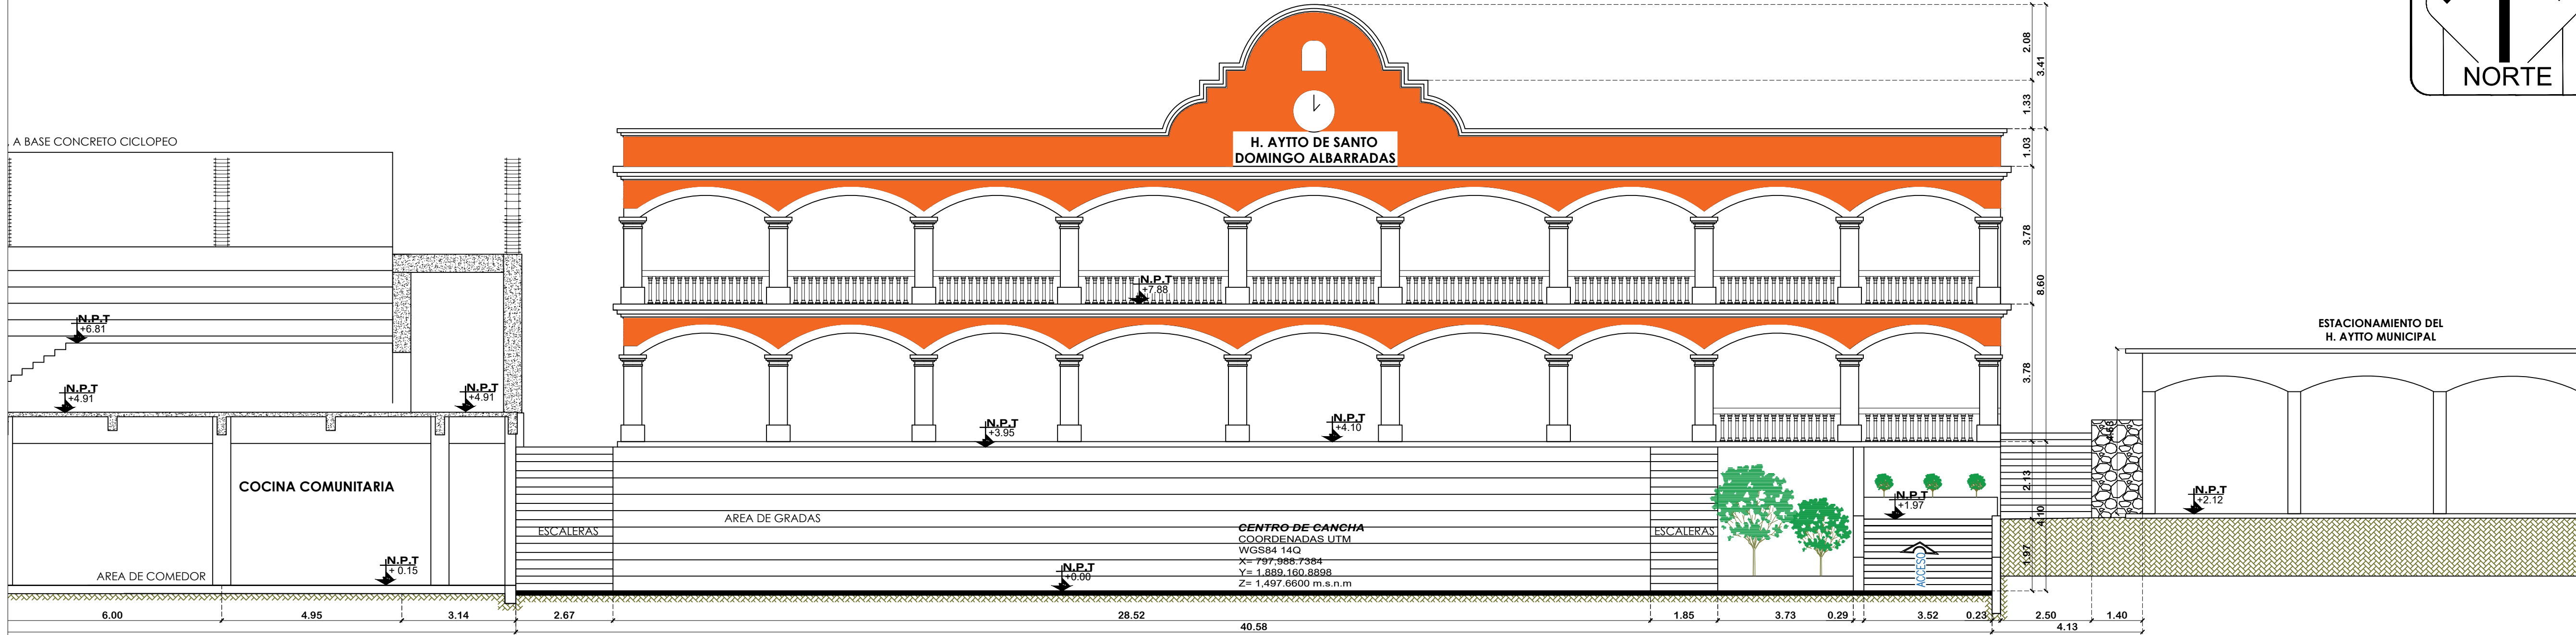 NORTE
2.08
3.41
1.33
1.03
3.78
8.60
3.78
2.13
4.10
1.97
, A BASE CONCRETO CICLOPEO
H. AYTTO DE SANTO
DOMINGO ALBARRADAS
N.P.T
+7.88
N.P.T
+6.81
N.P.T
+4.91
N.P.T
+4.91
N.P.T
+3.95
N.P.T
+4.10
ESTACIONAMIENTO DEL
H. AYTTO MUNICIPAL
4.63
N.P.T
+2.12
N.P.T
+1.97
COCINA COMUNITARIA
AREA DE GRADAS
ESCALERAS
ESCALERAS
CENTRO DE CANCHA
COORDENADAS UTM
WGS84 14Q
X= 797,988.7384
Y= 1,889,160.8898
Z= 1,497.6600 m.s.n.m
N.P.T
+0.00
N.P.T
+ 0.15
AREA DE COMEDOR
ACCESO
6.00 4.95 3.14 2.67 28.52 1.85 3.73 0.29 3.52 0.23 2.50 1.40
40.58 4.13